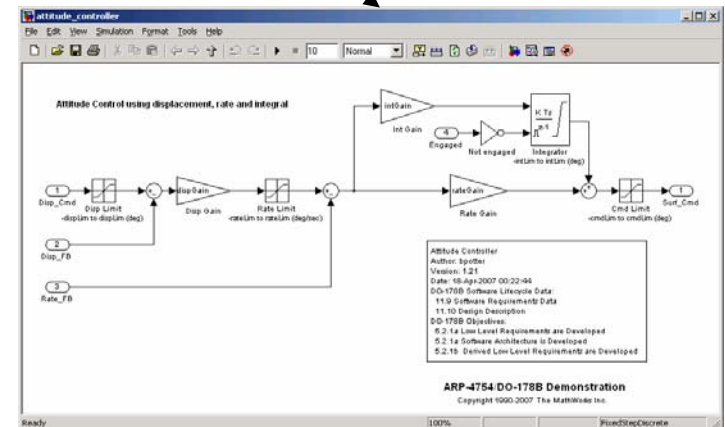 attitude_controller
File Edit View Simulation Format Tools Help
10 Normal
Attitude Control using displacement, rate and integral
intGain
Int Gain
4
Engaged
Not engaged
K Ts
z-1
Integrator
-intLim to intLim (deg)
1
Disp_Cmd
Disp Limit
-dispLim to dispLim (deg)
dispGain
Disp Gain
Rate Limit
-rateLim to rateLim (deg/sec)
rateGain
Rate Gain
Cmd Limit
-cmdLim to cmdLim (deg)
1
Surf_Cmd
2
Disp_FB
3
Rate_FB
Attitude Controller
Author: bpotter
Version: 1.21
Date: 18-Apr-2007 00:22:44
DO-178B Software Lifecycle Data:
11.9 Software Requirements Data
11.10 Design Description
DO-178B Objectives:
5.2.1a Low Level Requirements are Developed
5.2.1a Software Architecture is Developed
5.2.1b Derived Low Level Requirements are Developed
ARP-4754/DO-178B Demonstration
Copyright 1990-2007 The MathWorks Inc.
Ready 100% FixedStepDiscrete